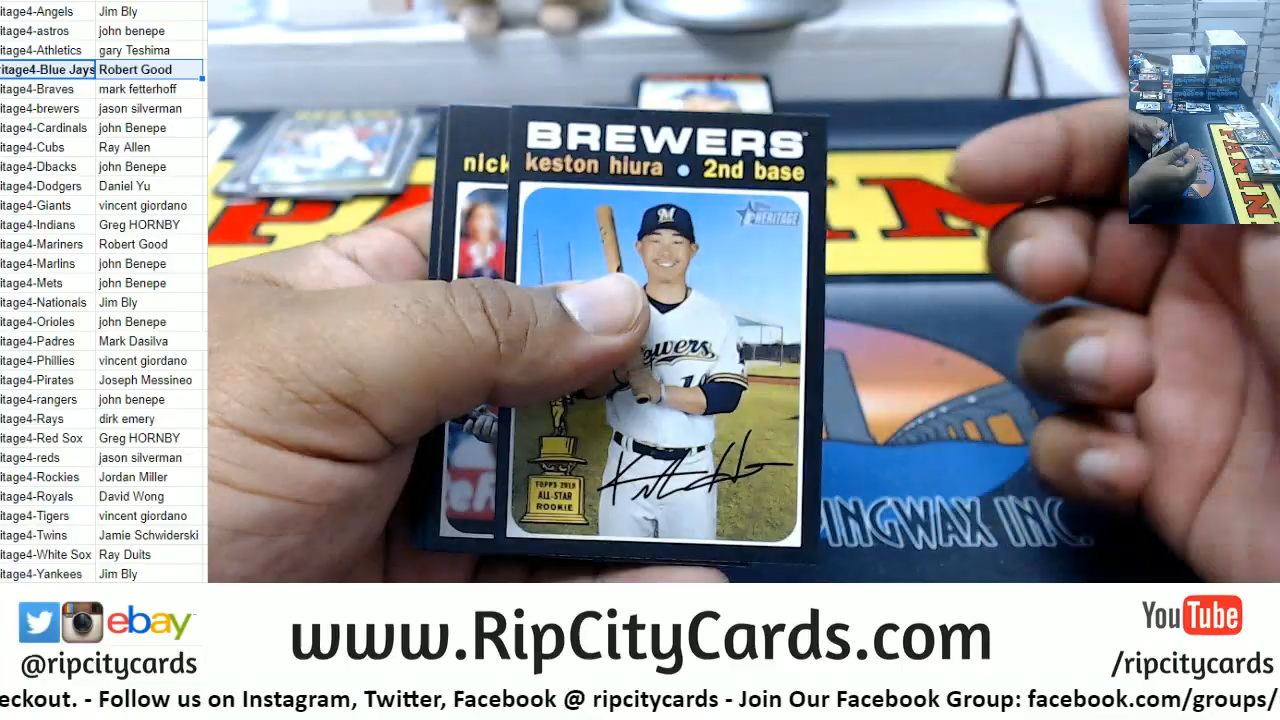 itage4-Angels Jim Bly
itage4-astros john benepe
itage4-Athletics gary Teshima
itage4-Blue Jays Robert Good
itage4-Braves mark fetterhoff
itage4-brewers jason silverman
itage4-Cardinals john Benepe
itage4-Cubs Ray Allen
itage4-Dbacks john Benepe
itage4-Dodgers Daniel Yu
itage4-Giants vincent giordano
itage4-Indians Greg HORNBY
itage4-Mariners Robert Good
itage4-Marlins john Benepe
itage4-Mets john Benepe
itage4-Nationals Jim Bly
itage4-Orioles john Benepe
itage4-Padres Mark Dasilva
itage4-Phillies vincent giordano
itage4-Pirates Joseph Messineo
itage4-rangers john benepe
itage4-Rays dirk emery
itage4-Red Sox Greg HORNBY
itage4-reds jason silverman
itage4-Rockies Jordan Miller
itage4-Royals David Wong
itage4-Tigers vincent giordano
itage4-Twins Jamie Schwiderski
itage4-White Sox Ray Duits
itage4-Yankees Jim Bly
BREWERS
nick
keston hiura • 2nd base
HERITAGE
Brewers
TOPPS 2019
ALL-STAR
ROOKIE
PINGWAX INC.
ebay
www.RipCityCards.com
YouTube
@ripcitycards
/ripcitycards
eckout. - Follow us on Instagram, Twitter, Facebook @ ripcitycards - Join Our Facebook Group: facebook.com/groups/